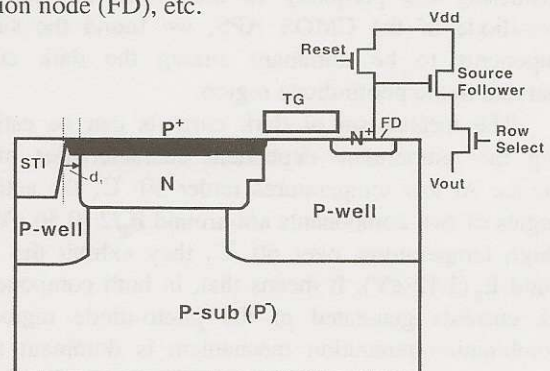 ion node (FD), etc.
Vdd
Reset
Source
Follower
TG
P+
N+
FD
Row
Select
STI
d
N
Vout
P-well
P-well
P-sub (P-)